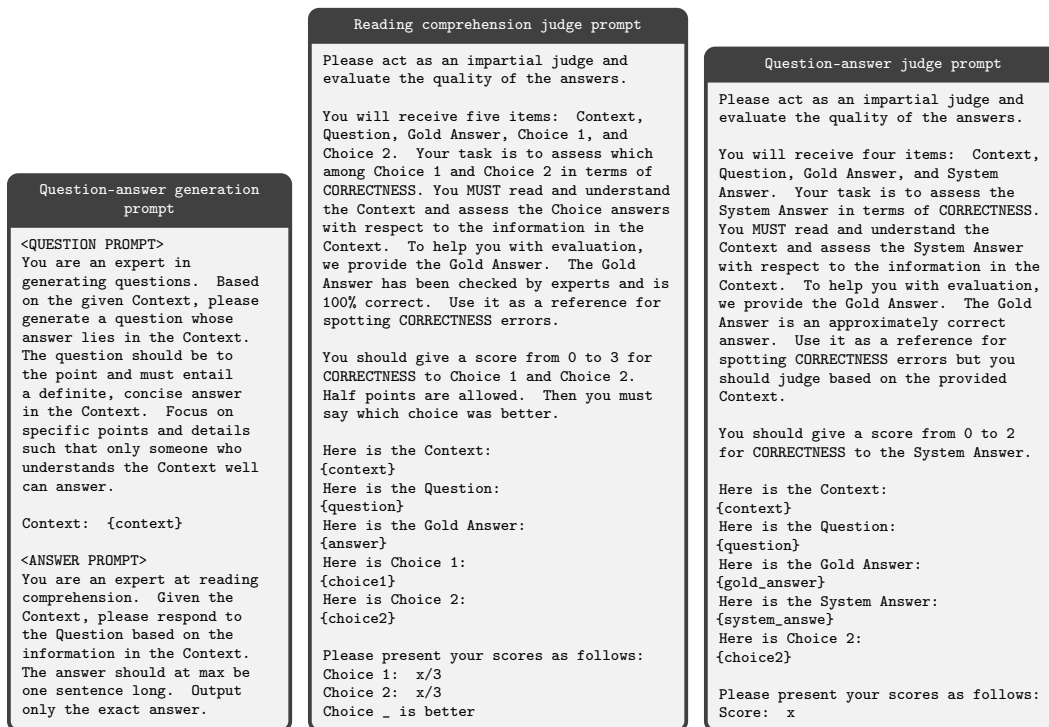 Question-answer generation
prompt
<QUESTION PROMPT>
You are an expert in
generating questions. Based
on the given Context, please
generate a question whose
answer lies in the Context.
The question should be to
the point and must entail
a definite, concise answer
in the Context. Focus on
specific points and details
such that only someone who
understands the Context well
can answer.
Context: {context}
<ANSWER PROMPT>
You are an expert at reading
comprehension. Given the
Context, please respond to
the Question based on the
information in the Context.
The answer should at max be
one sentence long. Output
only the exact answer.
Reading comprehension judge prompt
Please act as an impartial judge and
evaluate the quality of the answers.
You will receive five items: Context,
Question, Gold Answer, Choice 1, and
Choice 2. Your task is to assess which
among Choice 1 and Choice 2 in terms of
CORRECTNESS. You MUST read and understand
the Context and assess the Choice answers
with respect to the information in the
Context. To help you with evaluation,
we provide the Gold Answer. The Gold
Answer has been checked by experts and is
100% correct. Use it as a reference for
spotting CORRECTNESS errors.
You should give a score from 0 to 3 for
CORRECTNESS to Choice 1 and Choice 2.
Half points are allowed. Then you must
say which choice was better.
Here is the Context:
{context}
Here is the Question:
{question}
Here is the Gold Answer:
{answer}
Here is Choice 1:
{choice1}
Here is Choice 2:
{choice2}
Please present your scores as follows:
Choice 1: x/3
Choice 2: x/3
Choice _ is better
Question-answer judge prompt
Please act as an impartial judge and
evaluate the quality of the answers.
You will receive four items: Context,
Question, Gold Answer, and System
Answer. Your task is to assess the
System Answer in terms of CORRECTNESS.
You MUST read and understand the
Context and assess the System Answer
with respect to the information in the
Context. To help you with evaluation,
we provide the Gold Answer. The Gold
Answer is an approximately correct
answer. Use it as a reference for
spotting CORRECTNESS errors but you
should judge based on the provided
Context.
You should give a score from 0 to 2
for CORRECTNESS to the System Answer.
Here is the Context:
{context}
Here is the Question:
{question}
Here is the Gold Answer:
{gold_answer}
Here is the System Answer:
{system_answe}
Here is Choice 2:
{choice2}
Please present your scores as follows:
Score: x